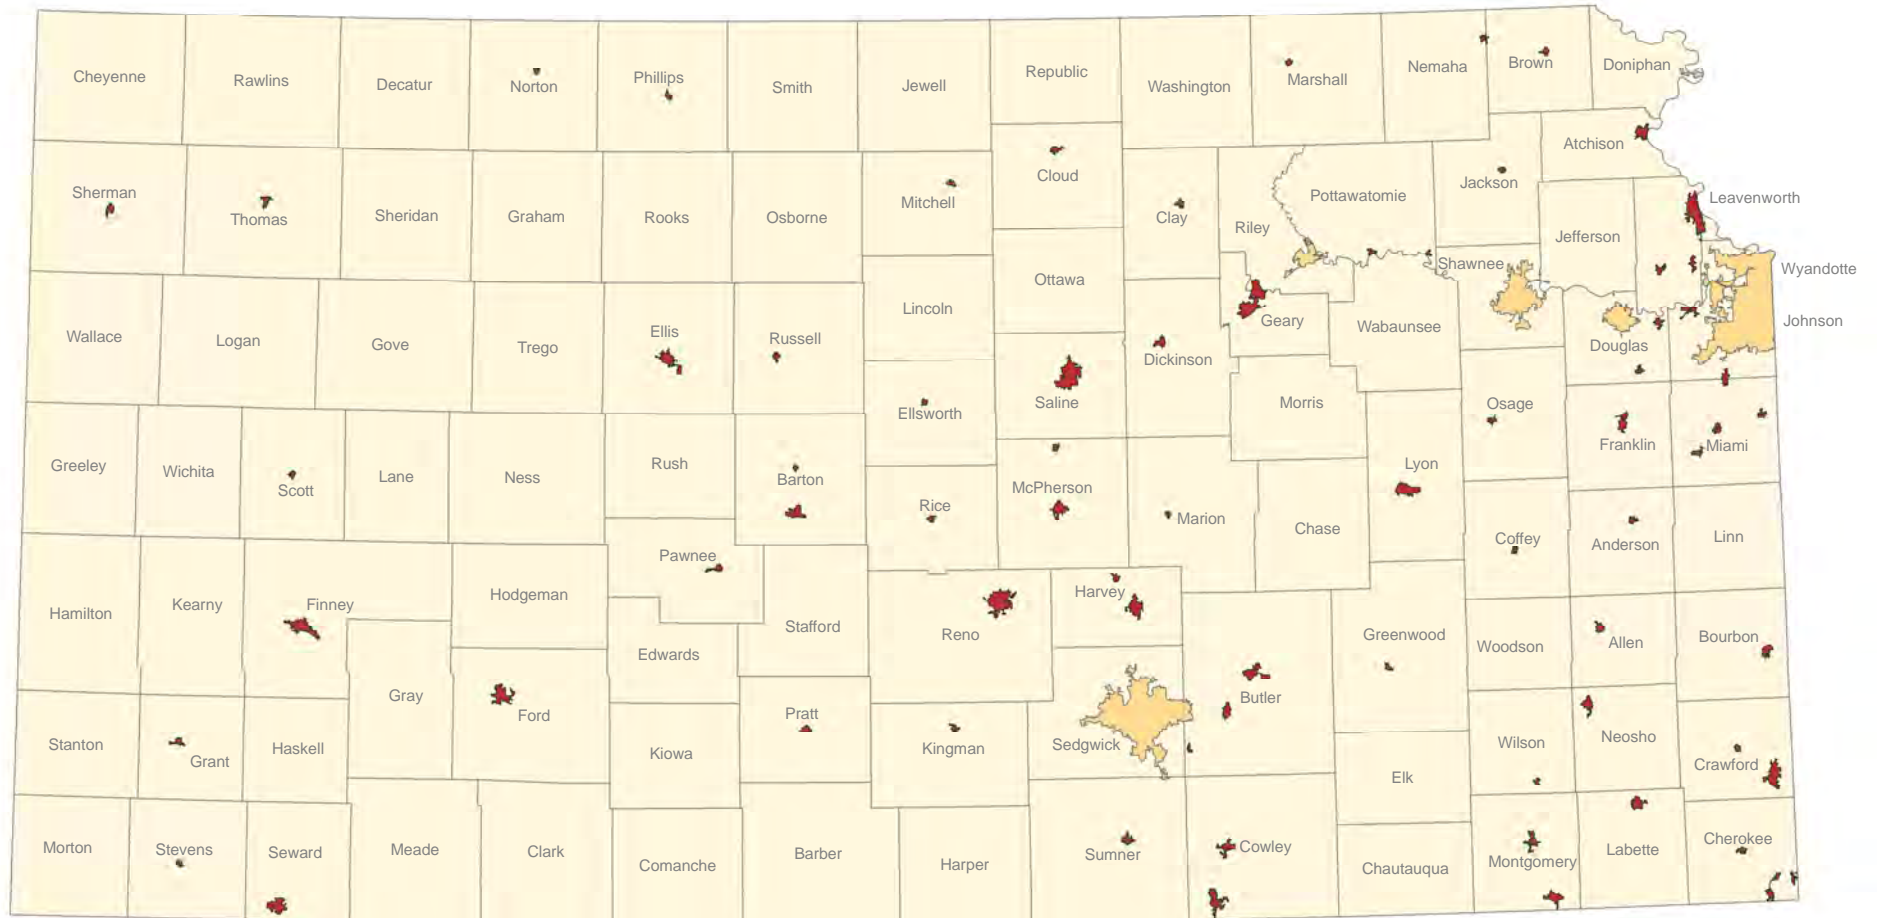 Cheyenne
Rawlins
Decatur
Norton
Phillips
Smith
Jewell
Republic
Washington
Marshall
Nemaha
Brown
Doniphan
Sherman
Thomas
Sheridan
Graham
Rooks
Osborne
Mitchell
Cloud
Clay
Riley
Pottawatomie
Jackson
Atchison
Jefferson
Leavenworth
Wyandotte
Johnson
Shawnee
Douglas
Wallace
Logan
Gove
Trego
Ellis
Russell
Lincoln
Ottawa
Dickinson
Geary
Wabaunsee
Greeley
Wichita
Scott
Lane
Ness
Rush
Barton
Ellsworth
Saline
Morris
Osage
Franklin
Miami
Rice
McPherson
Marion
Chase
Lyon
Coffey
Anderson
Linn
Hamilton
Kearny
Finney
Hodgeman
Pawnee
Stafford
Edwards
Reno
Harvey
Greenwood
Woodson
Allen
Bourbon
Gray
Ford
Stanton
Grant
Haskell
Kiowa
Pratt
Kingman
Sedgwick
Butler
Elk
Wilson
Neosho
Crawford
Morton
Stevens
Seward
Meade
Clark
Comanche
Barber
Harper
Sumner
Cowley
Chautauqua
Montgomery
Labette
Cherokee